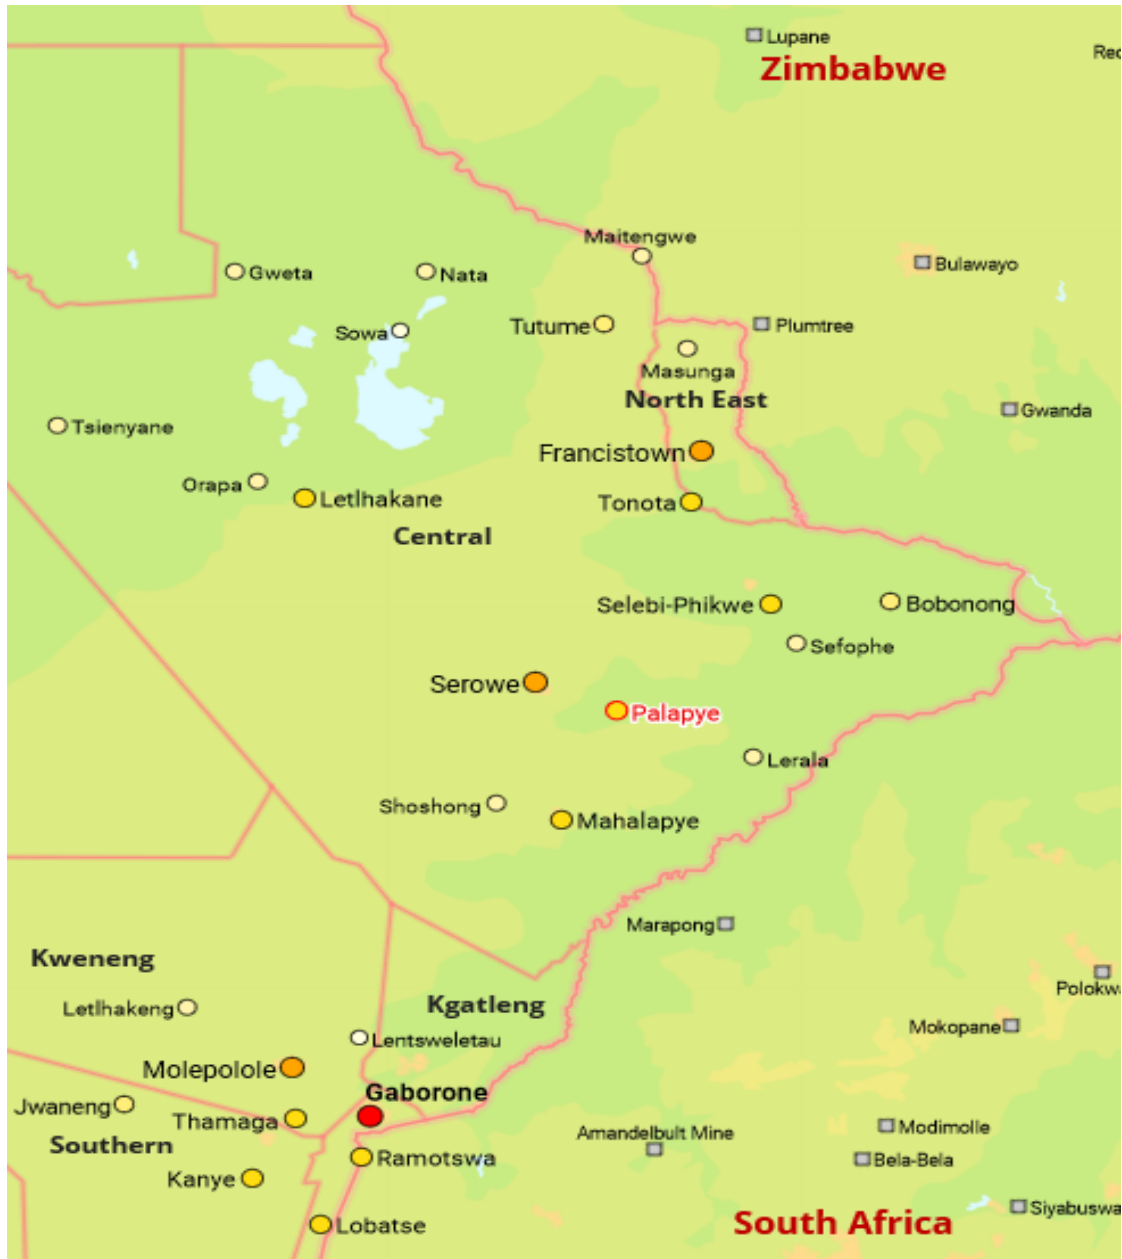 Lupane
Rec
Zimbabwe
Maitengwe
Bulawayo
Gweta
Nata
Sowa
Tutume
Plumtree
Masunga
North East
Gwanda
Tsienyane
Francistown
Orapa
Letlhakane
Tonota
Central
Selebi-Phikwe
Bobonong
Sefophe
Serowe
Palapye
Lerala
Shoshong
Mahalapye
Marapong
Kweneng
Polokwa
Letlhakeng
Kgatleng
Mokopane
Lentsweletau
Molepolole
Gaborone
Jwaneng
Thamaga
Amandelbult Mine
Modimolle
Southern
Ramotswa
Bela-Bela
Kanye
Siyabuswa
Lobatse
South Africa